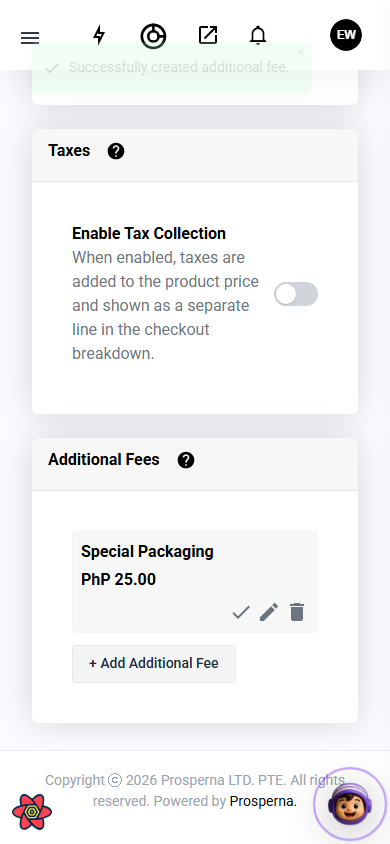 EW
Successfully created additional fee.
Taxes
Enable Tax Collection
When enabled, taxes are
added to the product price
and shown as a separate
line in the checkout
breakdown.
Additional Fees
Special Packaging
PhP 25.00
+ Add Additional Fee
Copyright © 2026 Prosperna LTD. PTE. All rights
reserved. Powered by Prosperna.